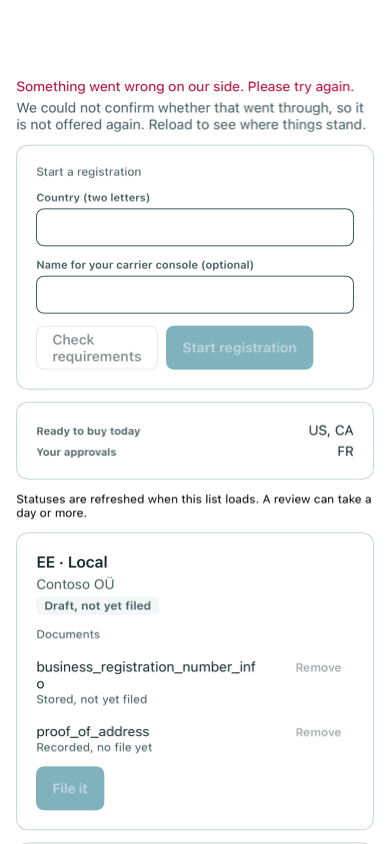 Something went wrong on our side. Please try again.
We could not confirm whether that went through, so it
is not offered again. Reload to see where things stand.
Start a registration
Country (two letters)
Name for your carrier console (optional)
Check
requirements
Start registration
Ready to buy today
US, CA
Your approvals
FR
Statuses are refreshed when this list loads. A review can take a
day or more.
EE · Local
Contoso OÜ
Draft, not yet filed
Documents
business_registration_number_inf
o
Remove
Stored, not yet filed
proof_of_address
Remove
Recorded, no file yet
File it